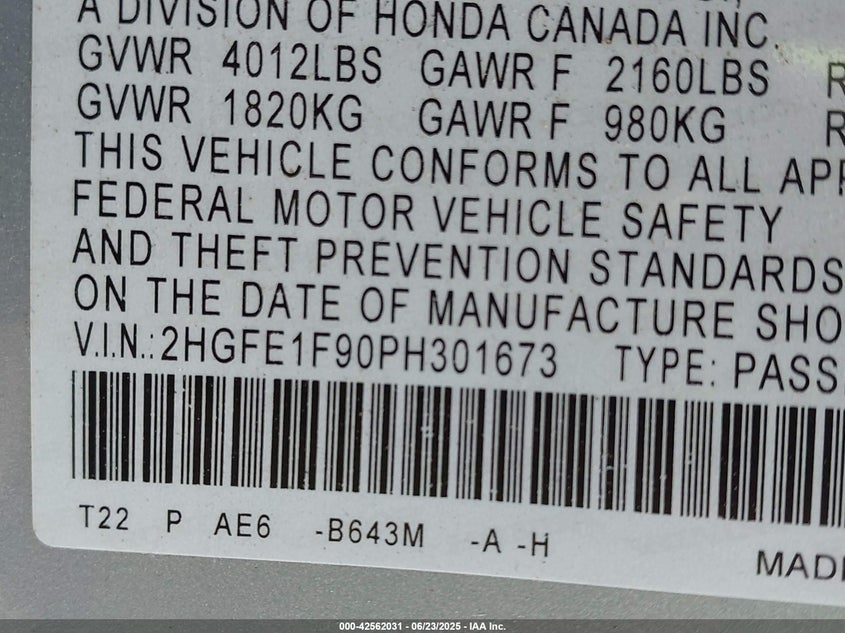 A DIVISION OF HONDA CANADA INC.
GVWR 4012LBS GAWR F 2160LBS R
GVWR 1820KG GAWR F 980KG R
THIS VEHICLE CONFORMS TO ALL APP
FEDERAL MOTOR VEHICLE SAFETY
AND THEFT PREVENTION STANDARDS
ON THE DATE OF MANUFACTURE SHO
V.I.N.: 2HGFE1F90PH301673 TYPE: PASS.
T22 P AE6 -B643M -A -H
MADE
000-42562031 - 06/23/2025 - IAA Inc.